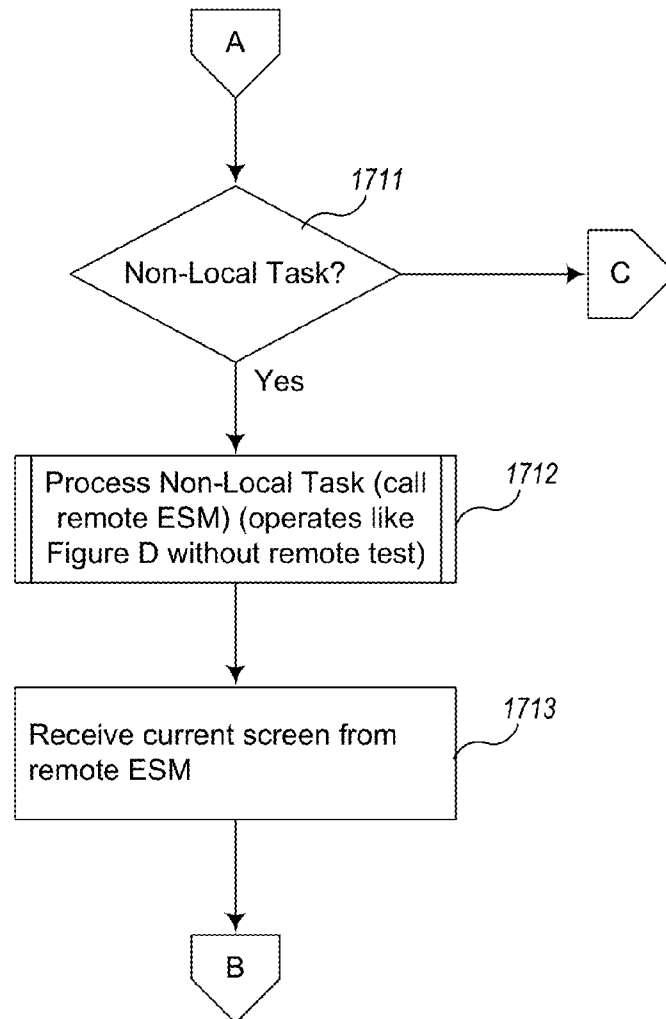 A
1711
Non-Local Task?
C
Yes
Process Non-Local Task (call
remote ESM) (operates like
Figure D without remote test)
1712
Receive current screen from
remote ESM
1713
B